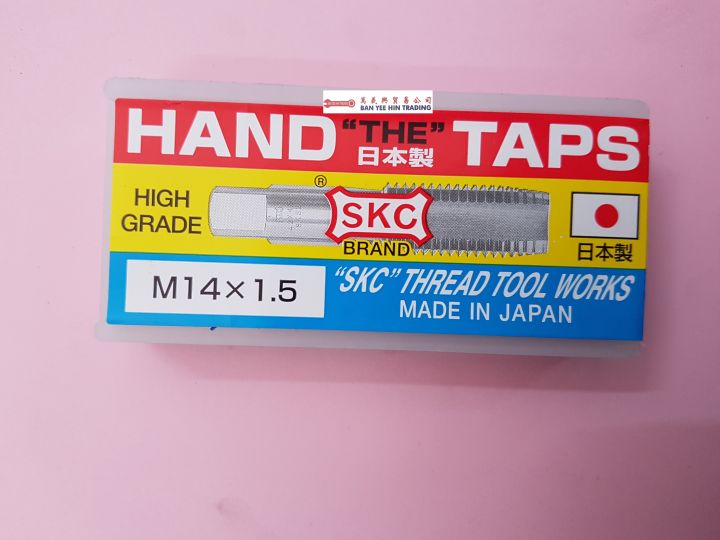 萬義興貿易公司
BAN YEE HIN TRADING
HAND "THE" TAPS
日本製
HIGH
GRADE
®
SKC
BRAND
日本製
M14×1.5
"SKC" THREAD TOOL WORKS
MADE IN JAPAN